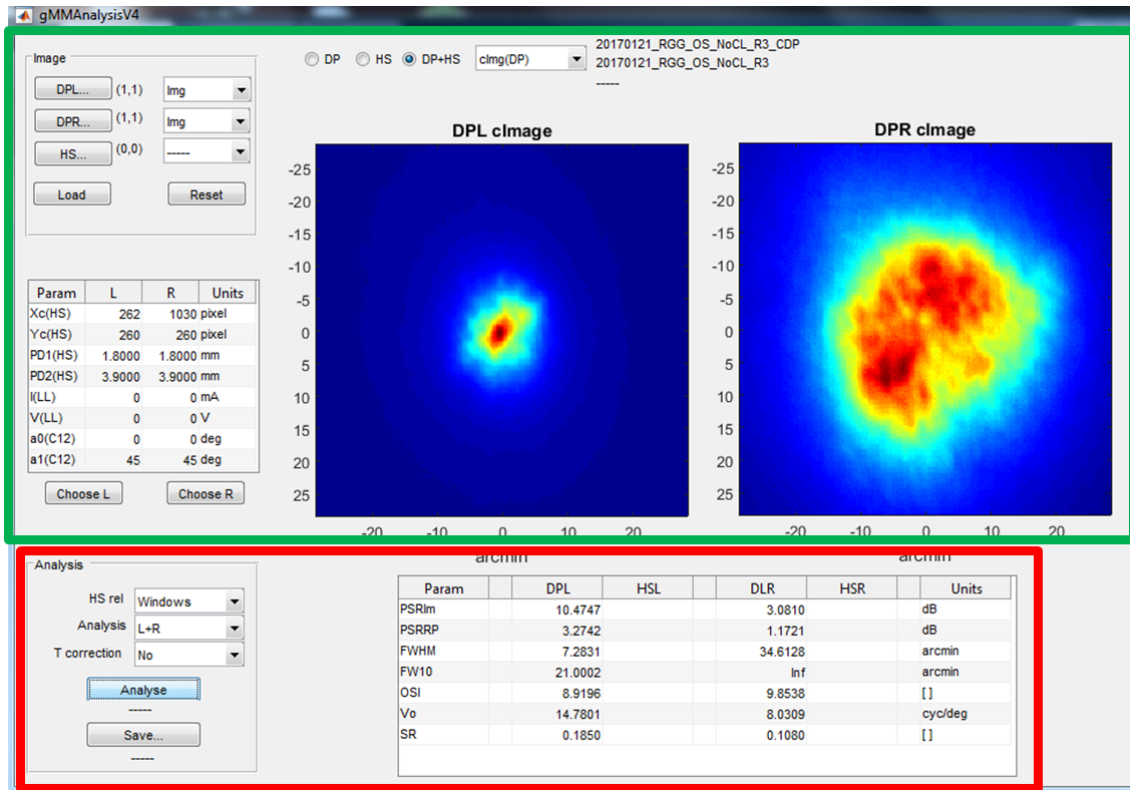 gMMAnalysisV4
Image
DPL... (1,1) Img
DPR... (1,1) Img
HS... (0,0) -----
Load Reset
DP HS DP+HS cImg(DP)
20170121_RGG_OS_NoCL_R3_CDP
20170121_RGG_OS_NoCL_R3
-----
DPL cImage
-25
-20
-15
-10
-5
0
5
10
15
20
25
-20 -10 0 10 20
arcmin
DPR cImage
-25
-20
-15
-10
-5
0
5
10
15
20
25
-20 -10 0 10 20
arcmin
Param L R Units
Xc(HS) 262 1030 pixel
Yc(HS) 260 260 pixel
PD1(HS) 1.8000 1.8000 mm
PD2(HS) 3.9000 3.9000 mm
I(LL) 0 0 mA
V(LL) 0 0 V
a0(C12) 0 0 deg
a1(C12) 45 45 deg
Choose L Choose R
Analysis
HS rel Windows
Analysis L+R
T correction No
Analyse
-----
Save...
-----
Param DPL HSL DLR HSR Units
PSRIm 10.4747 3.0810 dB
PSRRP 3.2742 1.1721 dB
FWHM 7.2831 34.6128 arcmin
FW10 21.0002 Inf arcmin
OSI 8.9196 9.8538 []
Vo 14.7801 8.0309 cyc/deg
SR 0.1850 0.1080 []